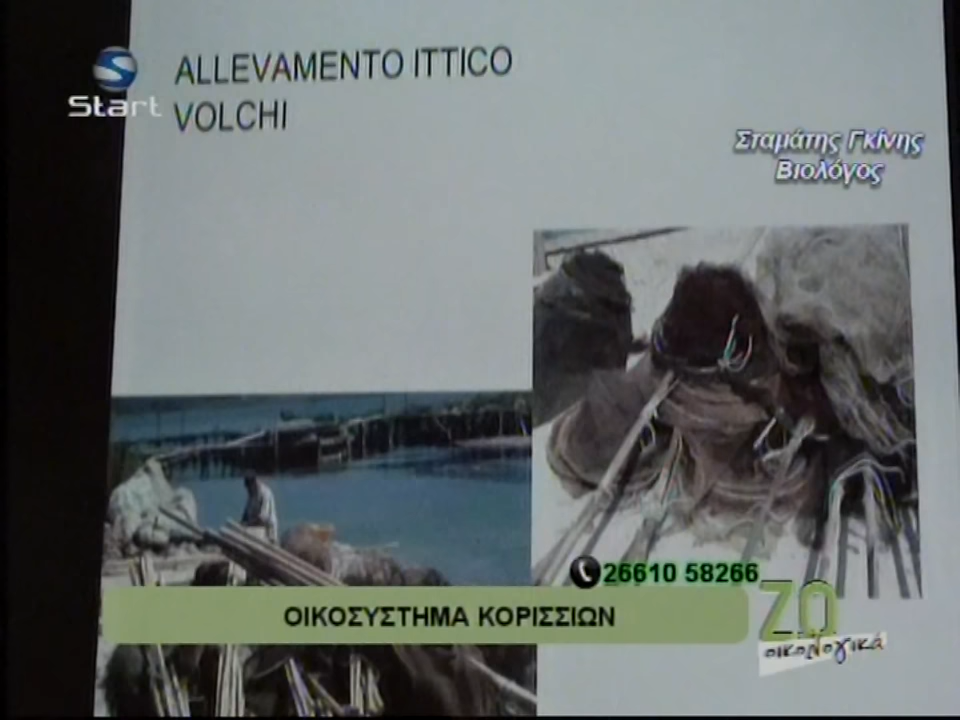 Start
ALLEVAMENTO ITTICO
VOLCHI
Σταμάτης Γκίνης
Βιολόγος
26610 58266
ΟΙΚΟΣΥΣΤΗΜΑ ΚΟΡΙΣΣΙΩΝ
ΖΩ
οικολογικά